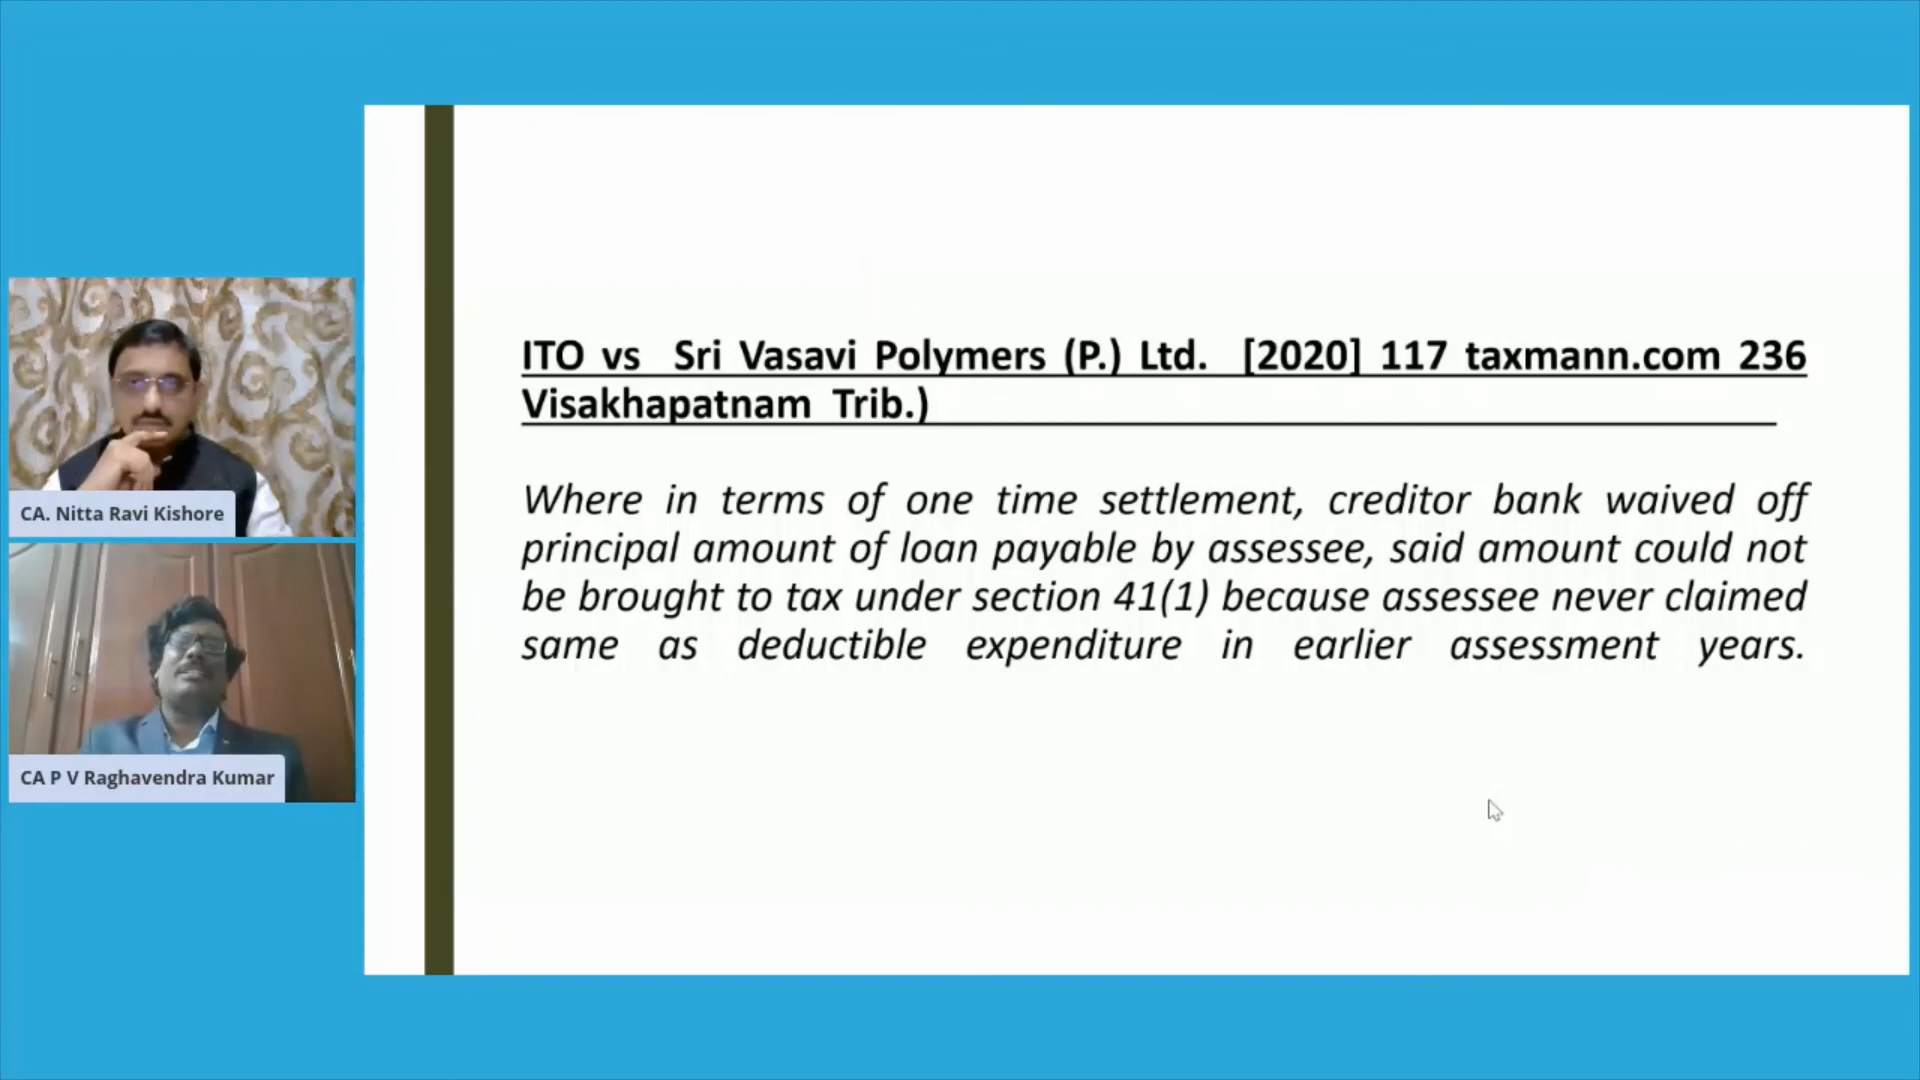 ITO vs Sri Vasavi Polymers (P.) Ltd. [2020] 117 taxmann.com 236
Visakhapatnam Trib.)
Where in terms of one time settlement, creditor bank waived off
principal amount of loan payable by assessee, said amount could not
be brought to tax under section 41(1) because assessee never claimed
same as deductible expenditure in earlier assessment years.
CA. Nitta Ravi Kishore
CA P V Raghavendra Kumar